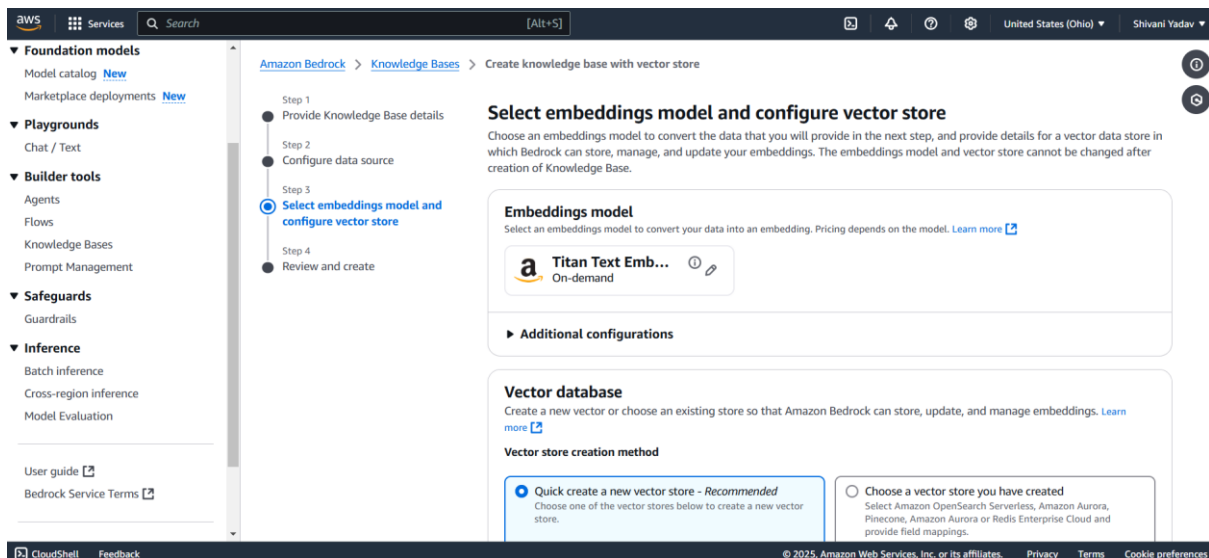 aws
Services
Search
[Alt+S]
United States (Ohio)
Shivani Yadav
Foundation models
Model catalog New
Marketplace deployments New
Playgrounds
Chat / Text
Builder tools
Agents
Flows
Knowledge Bases
Prompt Management
Safeguards
Guardrails
Inference
Batch inference
Cross-region inference
Model Evaluation
User guide
Bedrock Service Terms
Amazon Bedrock > Knowledge Bases > Create knowledge base with vector store
Step 1
Provide Knowledge Base details
Step 2
Configure data source
Step 3
Select embeddings model and
configure vector store
Step 4
Review and create
Select embeddings model and configure vector store
Choose an embeddings model to convert the data that you will provide in the next step, and provide details for a vector data store in
which Bedrock can store, manage, and update your embeddings. The embeddings model and vector store cannot be changed after
creation of Knowledge Base.
Embeddings model
Select an embeddings model to convert your data into an embedding. Pricing depends on the model. Learn more
a
Titan Text Emb...
On-demand
Additional configurations
Vector database
Create a new vector or choose an existing store so that Amazon Bedrock can store, update, and manage embeddings. Learn
more
Vector store creation method
Quick create a new vector store - Recommended
Choose one of the vector stores below to create a new vector
store.
Choose a vector store you have created
Select Amazon OpenSearch Serverless, Amazon Aurora,
Pinecone, Amazon Aurora or Redis Enterprise Cloud and
provide field mappings.
CloudShell
Feedback
© 2025, Amazon Web Services, Inc. or its affiliates.
Privacy
Terms
Cookie preferences